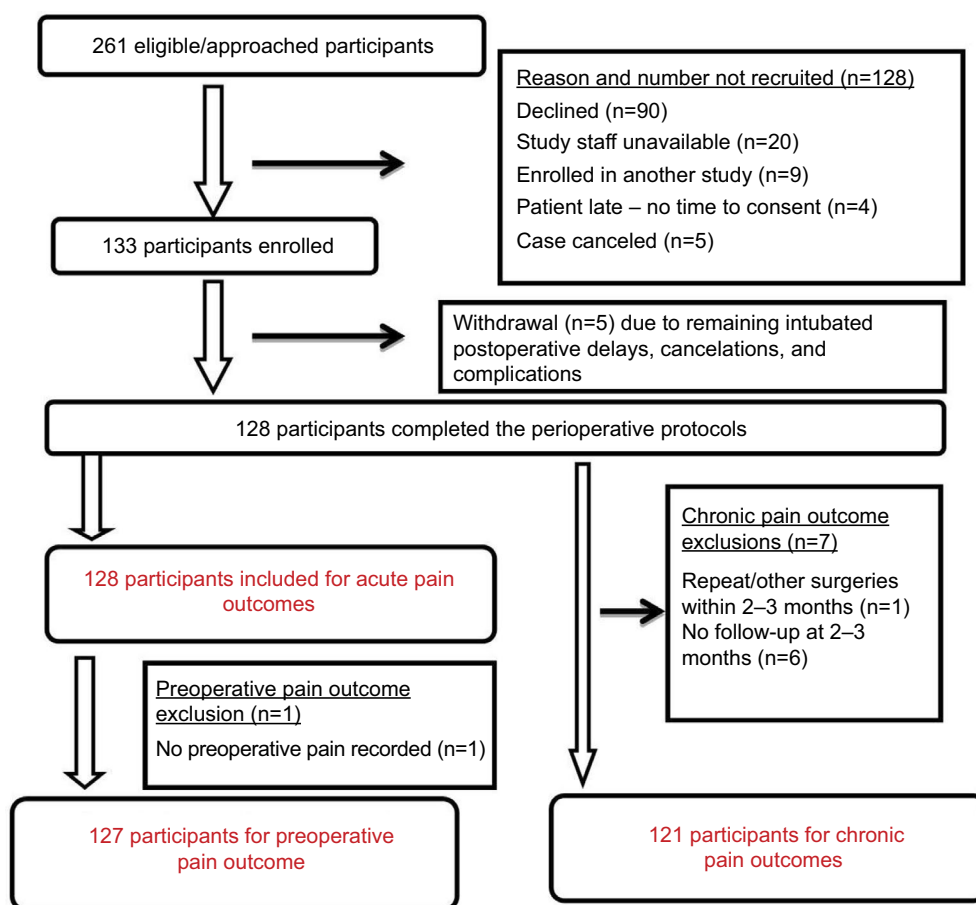 261 eligible/approached participants
Reason and number not recruited (n=128)
Declined (n=90)
Study staff unavailable (n=20)
Enrolled in another study (n=9)
Patient late – no time to consent (n=4)
Case canceled (n=5)
133 participants enrolled
Withdrawal (n=5) due to remaining intubated
postoperative delays, cancelations, and
complications
128 participants completed the perioperative protocols
128 participants included for acute pain
outcomes
Chronic pain outcome
exclusions (n=7)
Repeat/other surgeries
within 2–3 months (n=1)
No follow-up at 2–3
months (n=6)
Preoperative pain outcome
exclusion (n=1)
No preoperative pain recorded (n=1)
127 participants for preoperative
pain outcome
121 participants for chronic
pain outcomes